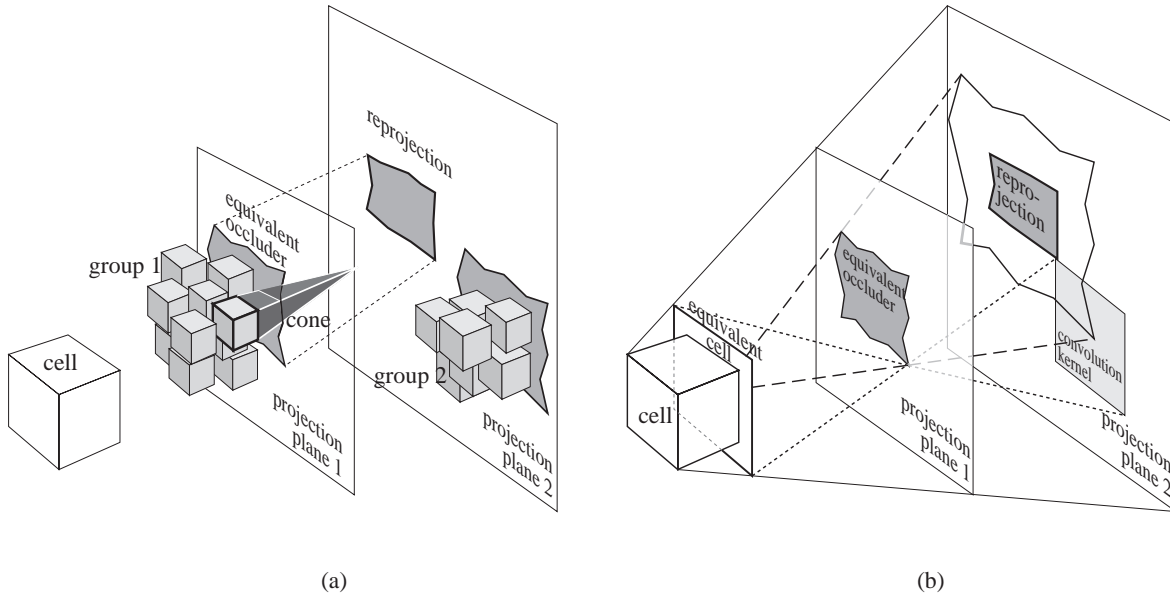 reprojection
equivalent
occluder
group 1
cone
cell
group 2
projection
plane 1
projection
plane 2
(a)
repro-
jection
equivalent
occluder
equivalent
cell
convolution
kernel
cell
projection
plane 1
projection
plane 2
(b)